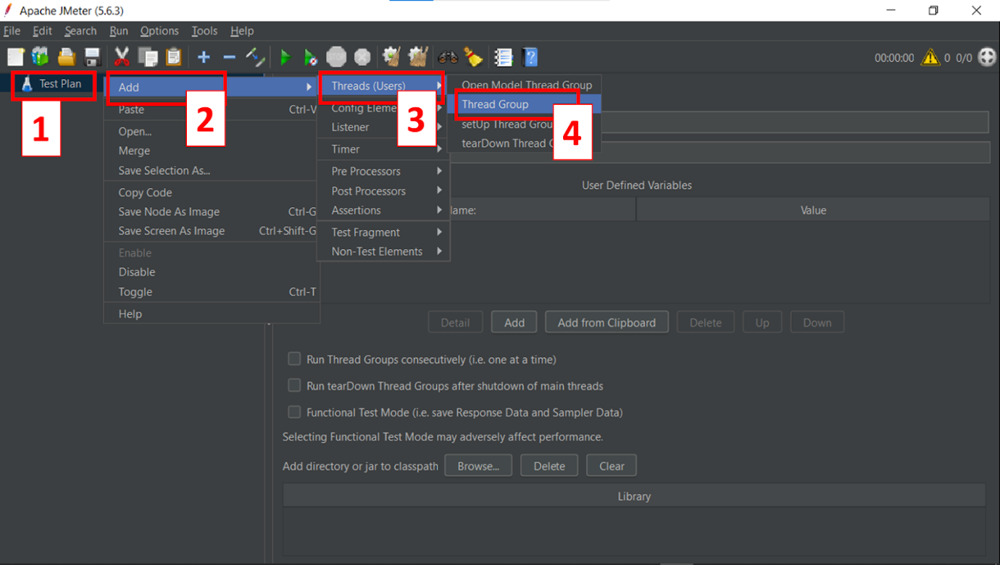 Apache JMeter (5.6.3)
File Edit Search Run Options Tools Help
00:00:00 0 0/0
Test Plan
1
Add
Paste Ctrl-V
Open...
Merge
Save Selection As...
Copy Code
Save Node As Image Ctrl-G
Save Screen As Image Ctrl+Shift-G
Enable
Disable
Toggle Ctrl-T
Help
2
Threads (Users)
Config Eleme
Listener
Timer
Pre Processors
Post Processors
Assertions
Test Fragment
Non-Test Elements
3
Open Model Thread Group
Thread Group
setUp Thread Grou
tearDown Thread
4
User Defined Variables
Name: Value
Detail Add Add from Clipboard Delete Up Down
Run Thread Groups consecutively (i.e. one at a time)
Run tearDown Thread Groups after shutdown of main threads
Functional Test Mode (i.e. save Response Data and Sampler Data)
Selecting Functional Test Mode may adversely affect performance.
Add directory or jar to classpath Browse... Delete Clear
Library